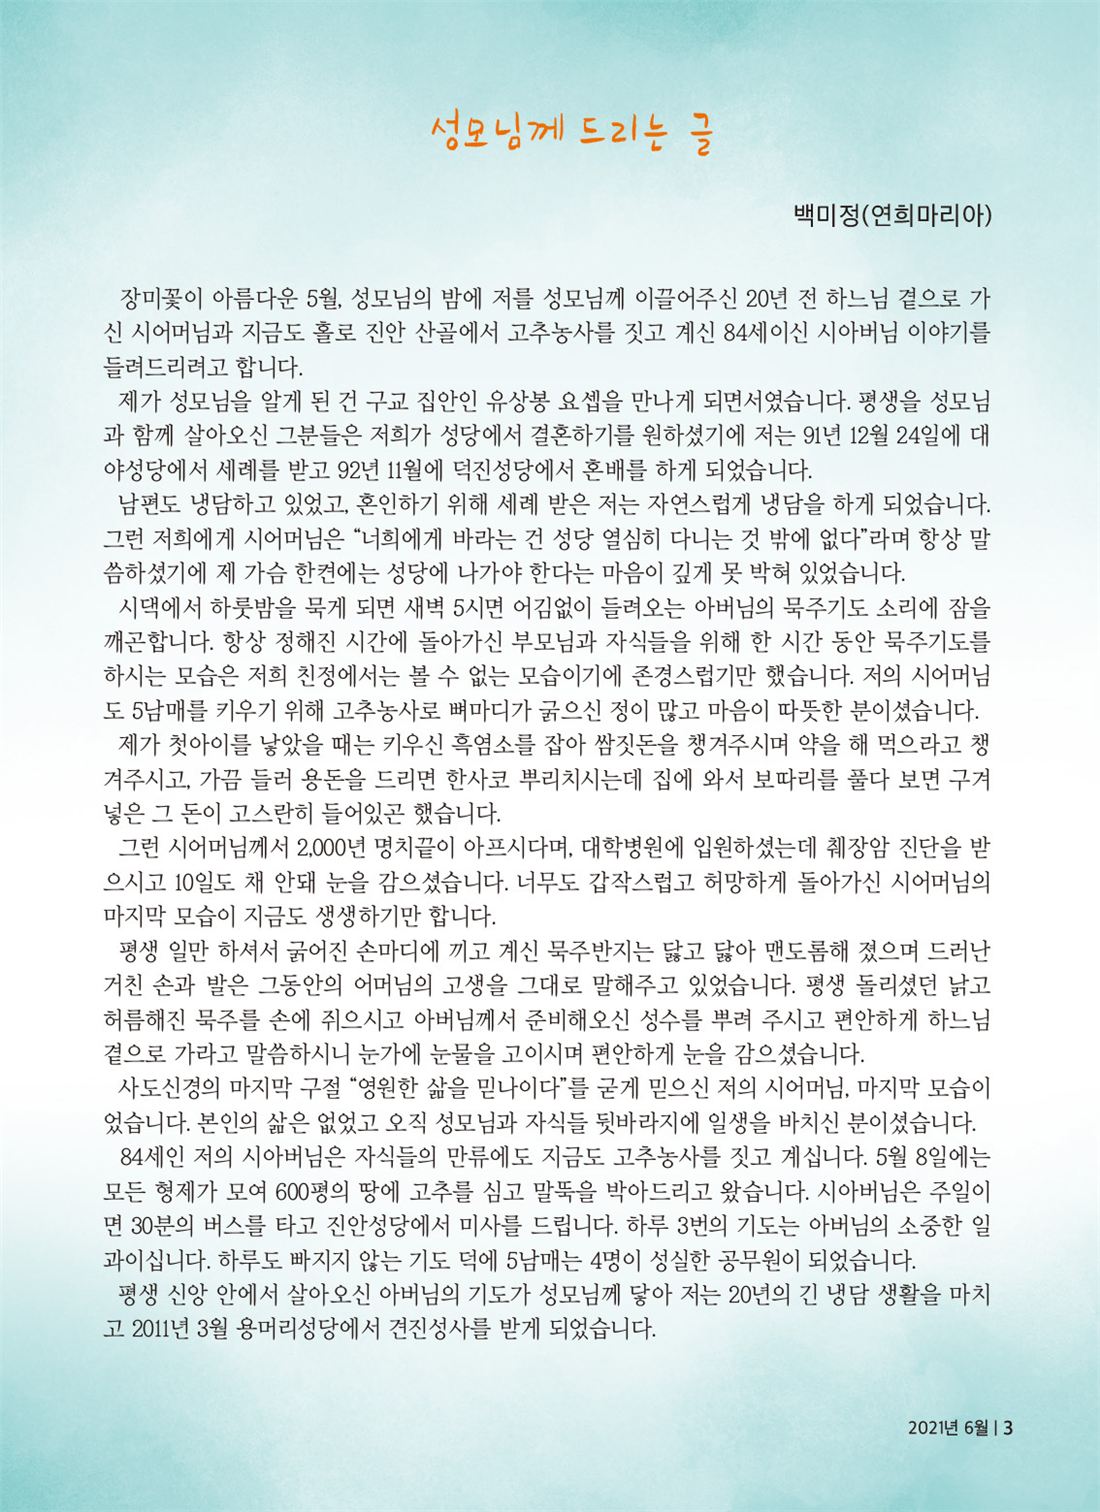 성모님께 드리는 글
백미정(연희마리아)
장미꽃이 아름다운 5월, 성모님의 밤에 저를 성모님께 이끌어주신 20년 전 하느님 곁으로 가
신 시어머님과 지금도 홀로 진안 산골에서 고추농사를 짓고 계신 84세이신 시아버님 이야기를
들려드리려고 합니다.
제가 성모님을 알게 된 건 구교 집안인 유상봉 요셉을 만나게 되면서였습니다. 평생을 성모님
과 함께 살아오신 그분들은 저희가 성당에서 결혼하기를 원하셨기에 저는 91년 12월 24일에 대
야성당에서 세례를 받고 92년 11월에 덕진성당에서 혼배를 하게 되었습니다.
남편도 냉담하고 있었고, 혼인하기 위해 세례 받은 저는 자연스럽게 냉담을 하게 되었습니다.
그런 저희에게 시어머님은 “너희에게 바라는 건 성당 열심히 다니는 것 밖에 없다”라며 항상 말
씀하셨기에 제 가슴 한켠에는 성당에 나가야 한다는 마음이 깊게 못 박혀 있었습니다.
시댁에서 하룻밤을 묵게 되면 새벽 5시면 어김없이 들려오는 아버님의 묵주기도 소리에 잠을
깨곤합니다. 항상 정해진 시간에 돌아가신 부모님과 자식들을 위해 한 시간 동안 묵주기도를
하시는 모습은 저희 친정에서는 볼 수 없는 모습이기에 존경스럽기만 했습니다. 저의 시어머님
도 5남매를 키우기 위해 고추농사로 뼈마디가 굵으신 정이 많고 마음이 따뜻한 분이셨습니다.
제가 첫아이를 낳았을 때는 키우신 흑염소를 잡아 쌈짓돈을 챙겨주시며 약을 해 먹으라고 챙
겨주시고, 가끔 들러 용돈을 드리면 한사코 뿌리치시는데 집에 와서 보따리를 풀다 보면 구겨
넣은 그 돈이 고스란히 들어있곤 했습니다.
그런 시어머님께서 2,000년 명치끝이 아프시다며, 대학병원에 입원하셨는데 췌장암 진단을 받
으시고 10일도 채 안돼 눈을 감으셨습니다. 너무도 갑작스럽고 허망하게 돌아가신 시어머님의
마지막 모습이 지금도 생생하기만 합니다.
평생 일만 하셔서 굵어진 손마디에 끼고 계신 묵주반지는 닳고 닳아 맨도롬해 졌으며 드러난
거친 손과 발은 그동안의 어머님의 고생을 그대로 말해주고 있었습니다. 평생 돌리셨던 낡고
허름해진 묵주를 손에 쥐으시고 아버님께서 준비해오신 성수를 뿌려 주시고 편안하게 하느님
곁으로 가라고 말씀하시니 눈가에 눈물을 고이시며 편안하게 눈을 감으셨습니다.
사도신경의 마지막 구절 “영원한 삶을 믿나이다”를 굳게 믿으신 저의 시어머님, 마지막 모습이
었습니다. 본인의 삶은 없었고 오직 성모님과 자식들 뒷바라지에 일생을 바치신 분이셨습니다.
84세인 저의 시아버님은 자식들의 만류에도 지금도 고추농사를 짓고 계십니다. 5월 8일에는
모든 형제가 모여 600평의 땅에 고추를 심고 말뚝을 박아드리고 왔습니다. 시아버님은 주일이
면 30분의 버스를 타고 진안성당에서 미사를 드립니다. 하루 3번의 기도는 아버님의 소중한 일
과이십니다. 하루도 빠지지 않는 기도 덕에 5남매는 4명이 성실한 공무원이 되었습니다.
평생 신앙 안에서 살아오신 아버님의 기도가 성모님께 닿아 저는 20년의 긴 냉담 생활을 마치
고 2011년 3월 용머리성당에서 견진성사를 받게 되었습니다.
2021년 6월 | 3